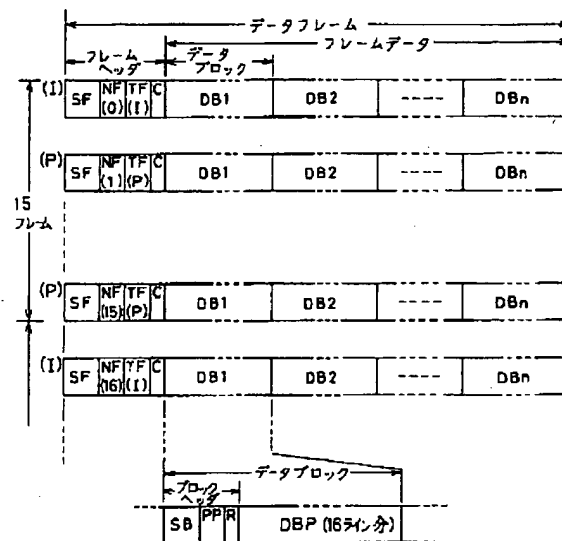 データフレーム
フレームデータ
フレーム
ヘッダ
データ
ブロック
(I) SF NF (0) TF (I) C DB1 DB2 ---- DBn
(P) SF NF (1) TF (P) C DB1 DB2 ---- DBn
15
フレーム
(P) SF NF (15) TF (P) C DB1 DB2 ---- DBn
(I) SF NF (16) TF (I) C DB1 DB2 ---- DBn
データブロック
ブロック
ヘッダ
SB PP R DBP (16ライン分)